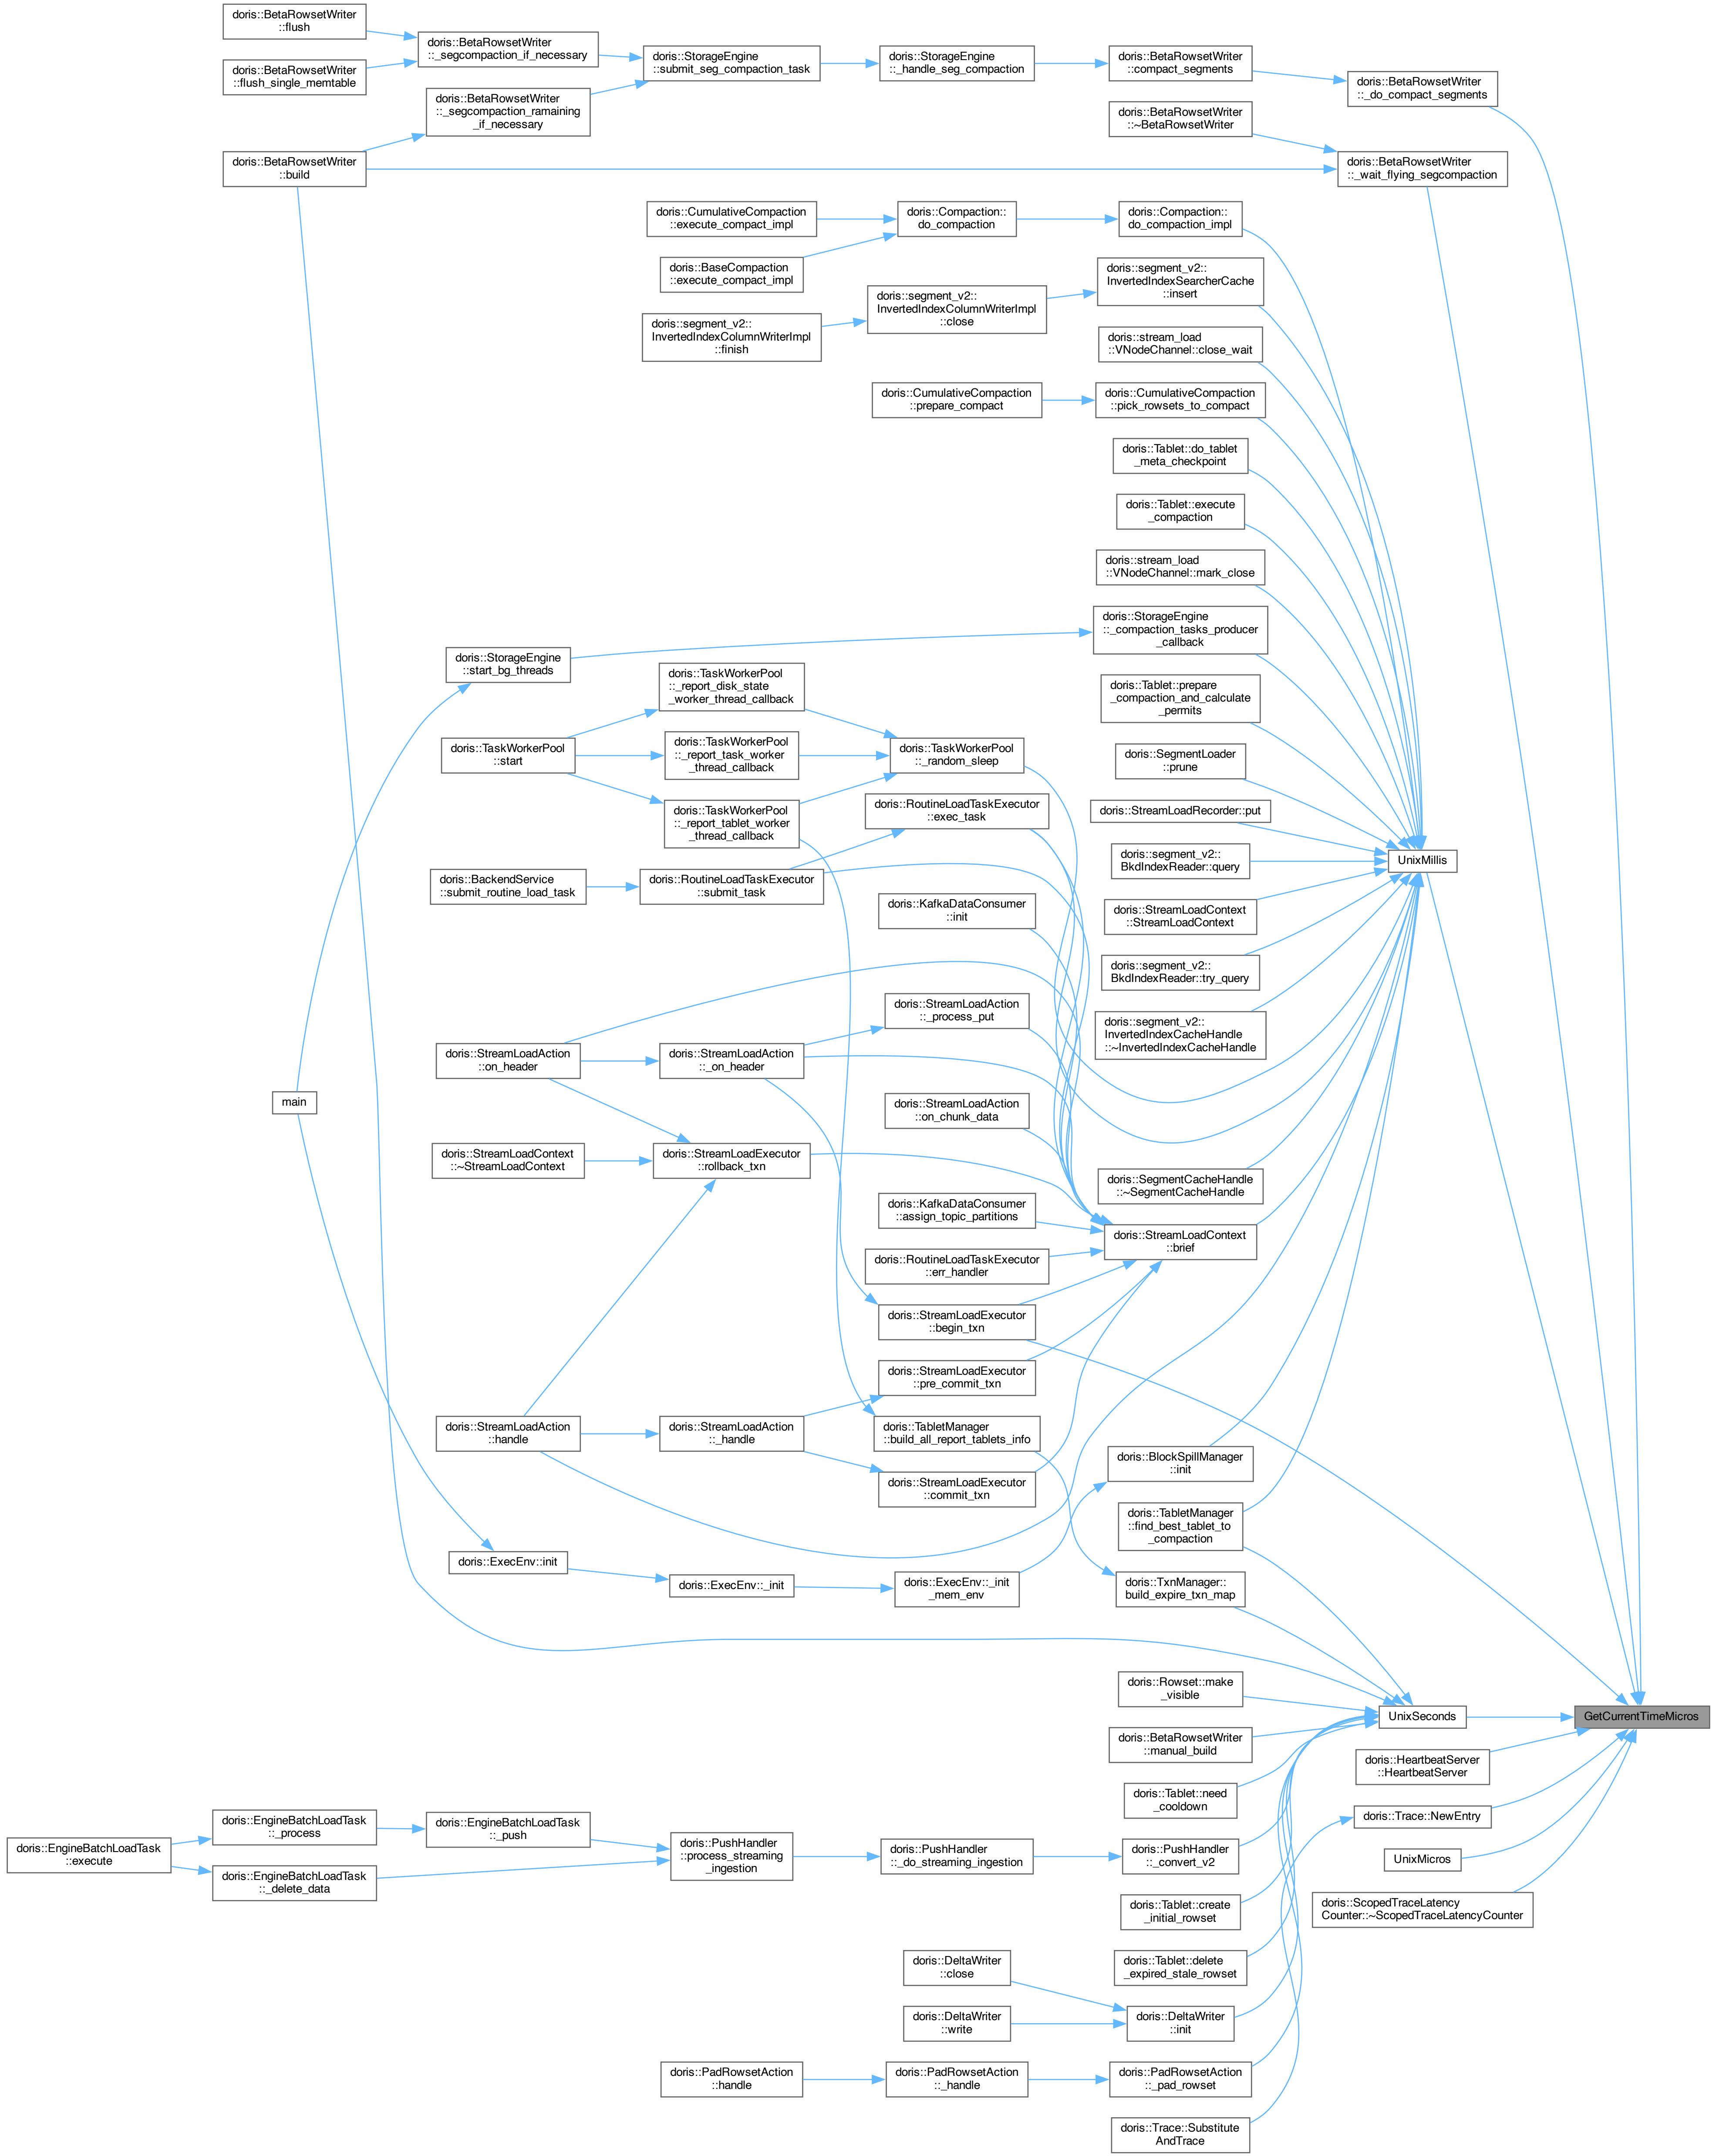 doris::BetaRowsetWriter
::flush
doris::BetaRowsetWriter
::_segcompaction_if_necessary
doris::BetaRowsetWriter
::flush_single_memtable
doris::StorageEngine
::submit_seg_compaction_task
doris::StorageEngine
::_handle_seg_compaction
doris::BetaRowsetWriter
::compact_segments
doris::BetaRowsetWriter
::_do_compact_segments
doris::BetaRowsetWriter
::_segcompaction_ramaining
_if_necessary
doris::BetaRowsetWriter
::~BetaRowsetWriter
doris::BetaRowsetWriter
::build
doris::BetaRowsetWriter
::_wait_flying_segcompaction
doris::CumulativeCompaction
::execute_compact_impl
doris::Compaction::
do_compaction
doris::Compaction::
do_compaction_impl
doris::BaseCompaction
::execute_compact_impl
doris::segment_v2::
InvertedIndexSearcherCache
::insert
doris::segment_v2::
InvertedIndexColumnWriterImpl
::close
doris::segment_v2::
InvertedIndexColumnWriterImpl
::finish
doris::stream_load
::VNodeChannel::close_wait
doris::CumulativeCompaction
::prepare_compact
doris::CumulativeCompaction
::pick_rowsets_to_compact
doris::Tablet::do_tablet
_meta_checkpoint
doris::Tablet::execute
_compaction
doris::stream_load
::VNodeChannel::mark_close
doris::StorageEngine
::_compaction_tasks_producer
_callback
doris::StorageEngine
::start_bg_threads
doris::TaskWorkerPool
::_report_disk_state
_worker_thread_callback
doris::Tablet::prepare
_compaction_and_calculate
_permits
doris::TaskWorkerPool
::start
doris::TaskWorkerPool
::_report_task_worker
_thread_callback
doris::TaskWorkerPool
::_random_sleep
doris::SegmentLoader
::prune
doris::TaskWorkerPool
::_report_tablet_worker
_thread_callback
doris::RoutineLoadTaskExecutor
::exec_task
doris::StreamLoadRecorder::put
doris::segment_v2::
BkdIndexReader::query
UnixMillis
doris::BackendService
::submit_routine_load_task
doris::RoutineLoadTaskExecutor
::submit_task
doris::KafkaDataConsumer
::init
doris::StreamLoadContext
::StreamLoadContext
doris::segment_v2::
BkdIndexReader::try_query
doris::StreamLoadAction
::_process_put
doris::segment_v2::
InvertedIndexCacheHandle
::~InvertedIndexCacheHandle
doris::StreamLoadAction
::on_header
doris::StreamLoadAction
::_on_header
main
doris::StreamLoadAction
::on_chunk_data
doris::StreamLoadContext
::~StreamLoadContext
doris::StreamLoadExecutor
::rollback_txn
doris::SegmentCacheHandle
::~SegmentCacheHandle
doris::KafkaDataConsumer
::assign_topic_partitions
doris::StreamLoadContext
::brief
doris::RoutineLoadTaskExecutor
::err_handler
doris::StreamLoadExecutor
::begin_txn
doris::StreamLoadExecutor
::pre_commit_txn
doris::StreamLoadAction
::handle
doris::StreamLoadAction
::_handle
doris::TabletManager
::build_all_report_tablets_info
doris::BlockSpillManager
::init
doris::StreamLoadExecutor
::commit_txn
doris::TabletManager
::find_best_tablet_to
_compaction
doris::ExecEnv::init
doris::ExecEnv::_init
doris::ExecEnv::_init
_mem_env
doris::TxnManager::
build_expire_txn_map
doris::Rowset::make
_visible
UnixSeconds
GetCurrentTimeMicros
doris::BetaRowsetWriter
::manual_build
doris::HeartbeatServer
::HeartbeatServer
doris::Tablet::need
_cooldown
doris::Trace::NewEntry
doris::EngineBatchLoadTask
::execute
doris::EngineBatchLoadTask
::_process
doris::EngineBatchLoadTask
::_push
doris::PushHandler
::process_streaming
_ingestion
doris::PushHandler
::_do_streaming_ingestion
doris::PushHandler
::_convert_v2
UnixMicros
doris::EngineBatchLoadTask
::_delete_data
doris::Tablet::create
_initial_rowset
doris::ScopedTraceLatency
Counter::~ScopedTraceLatencyCounter
doris::Tablet::delete
_expired_stale_rowset
doris::DeltaWriter
::close
doris::DeltaWriter
::write
doris::DeltaWriter
::init
doris::PadRowsetAction
::handle
doris::PadRowsetAction
::_handle
doris::PadRowsetAction
::_pad_rowset
doris::Trace::Substitute
AndTrace